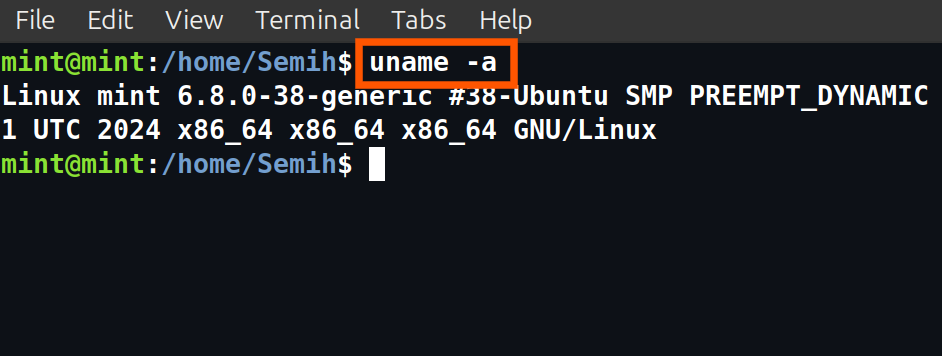 File Edit View Terminal Tabs Help
mint@mint:/home/Semih$ uname -a
Linux mint 6.8.0-38-generic #38-Ubuntu SMP PREEMPT_DYNAMIC
1 UTC 2024 x86_64 x86_64 x86_64 GNU/Linux
mint@mint:/home/Semih$